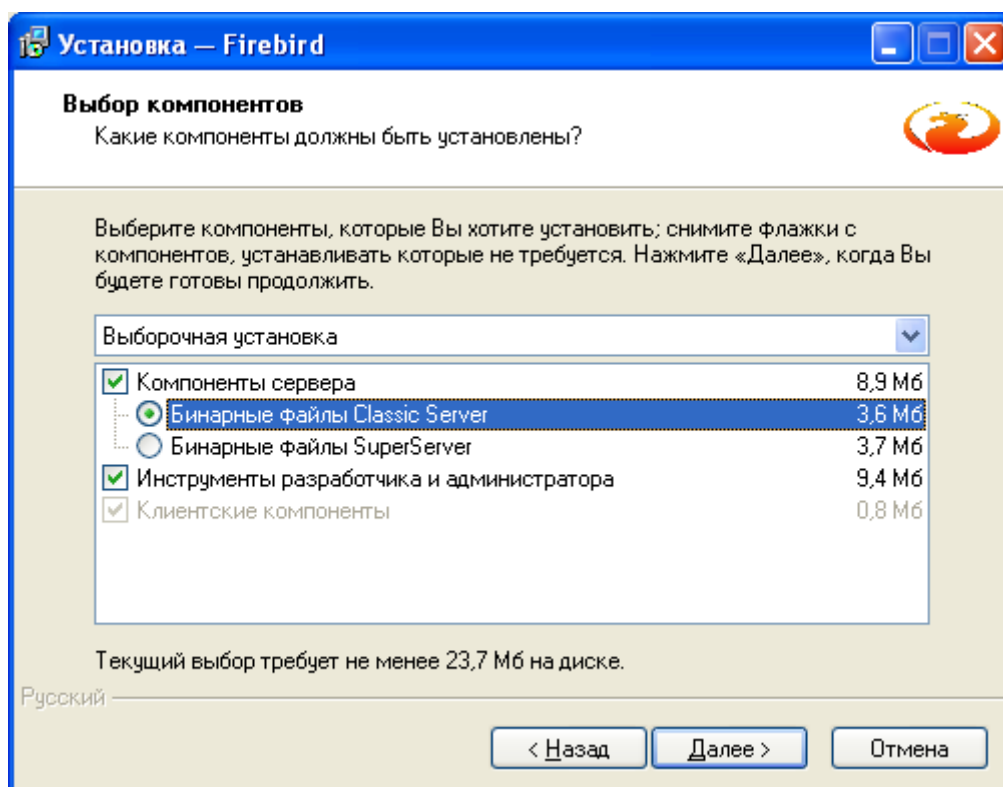 Установка — Firebird
Выбор компонентов
Какие компоненты должны быть установлены?
Выберите компоненты, которые Вы хотите установить; снимите флажки с
компонентов, устанавливать которые не требуется. Нажмите «Далее», когда Вы
будете готовы продолжить.
Выборочная установка
Компоненты сервера 8,9 Мб
Бинарные файлы Classic Server 3,6 Мб
Бинарные файлы SuperServer 3,7 Мб
Инструменты разработчика и администратора 9,4 Мб
Клиентские компоненты 0,8 Мб
Текущий выбор требует не менее 23,7 Мб на диске.
Русский
< Назад Далее > Отмена